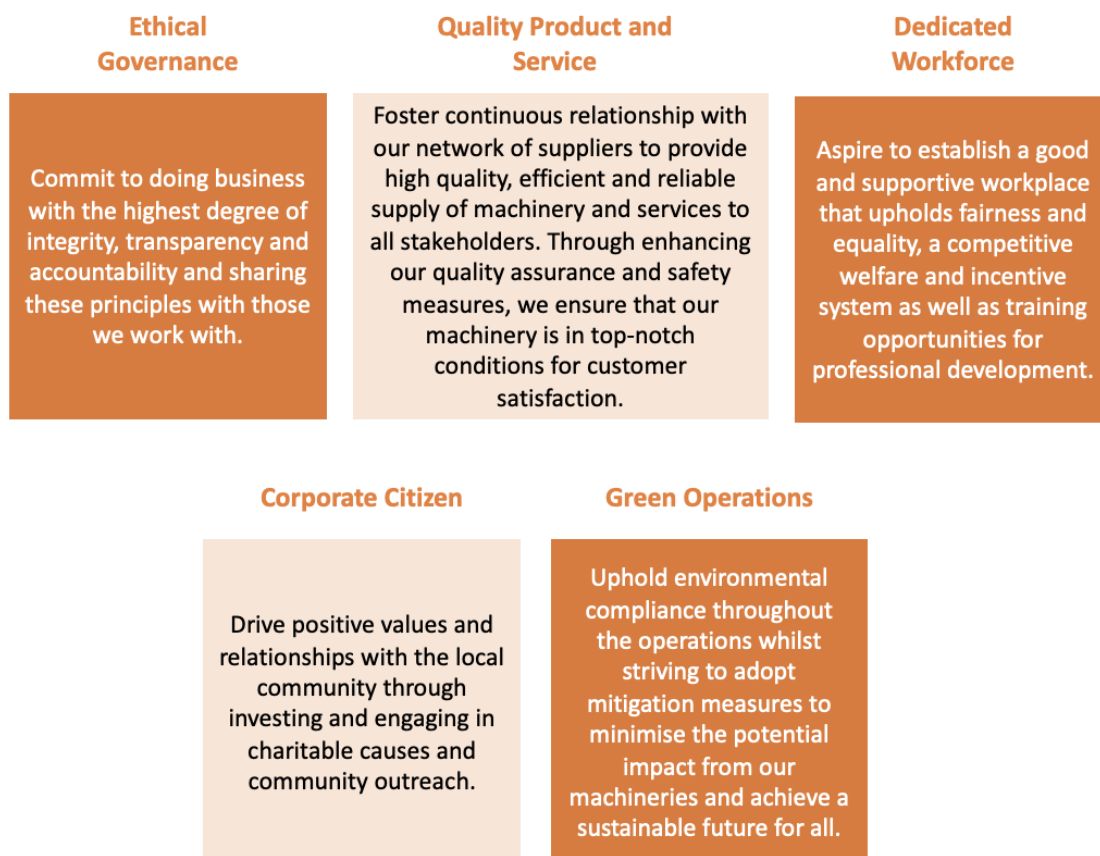 Ethical
Governance
Commit to doing business
with the highest degree of
integrity, transparency and
accountability and sharing
these principles with those
we work with.
Quality Product and
Service
Foster continuous relationship with
our network of suppliers to provide
high quality, efficient and reliable
supply of machinery and services to
all stakeholders. Through enhancing
our quality assurance and safety
measures, we ensure that our
machinery is in top-notch
conditions for customer
satisfaction.
Dedicated
Workforce
Aspire to establish a good
and supportive workplace
that upholds fairness and
equality, a competitive
welfare and incentive
system as well as training
opportunities for
professional development.
Corporate Citizen
Drive positive values and
relationships with the local
community through
investing and engaging in
charitable causes and
community outreach.
Green Operations
Uphold environmental
compliance throughout
the operations whilst
striving to adopt
mitigation measures to
minimise the potential
impact from our
machineries and achieve a
sustainable future for all.